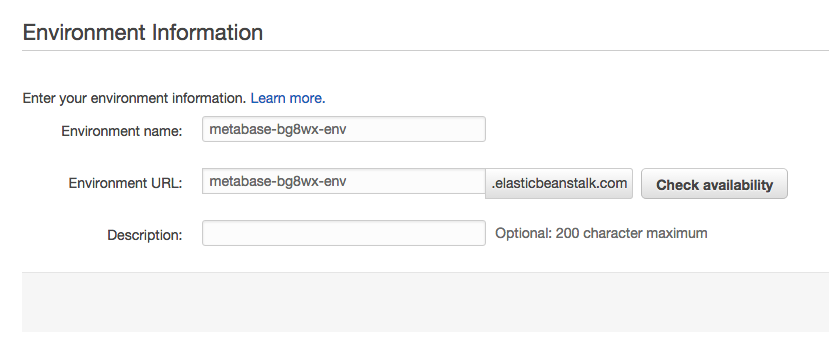 Environment Information
Enter your environment information. Learn more.
Environment name: metabase-bg8wx-env
Environment URL: metabase-bg8wx-env .elasticbeanstalk.com Check availability
Description: Optional: 200 character maximum